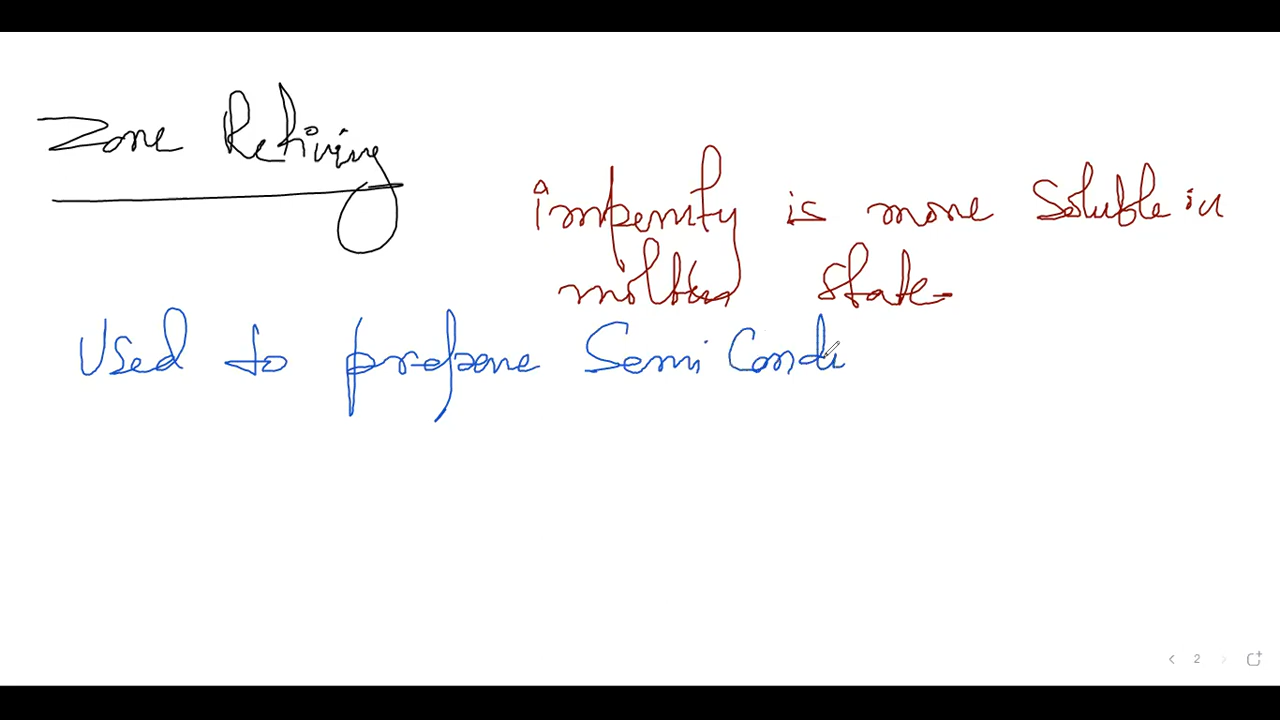 Zone Refining
impurity is more soluble in
molten state-
Used to prepare Semi Condu
2